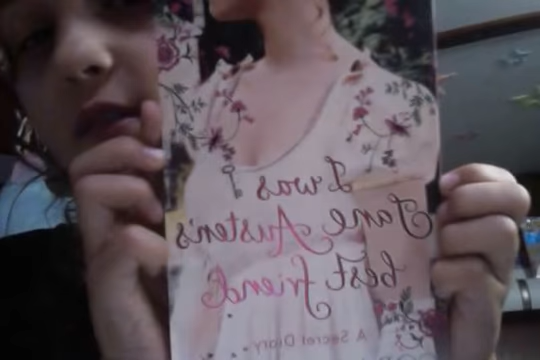 I was
Jane Austen's
best friend
A Secret Diary